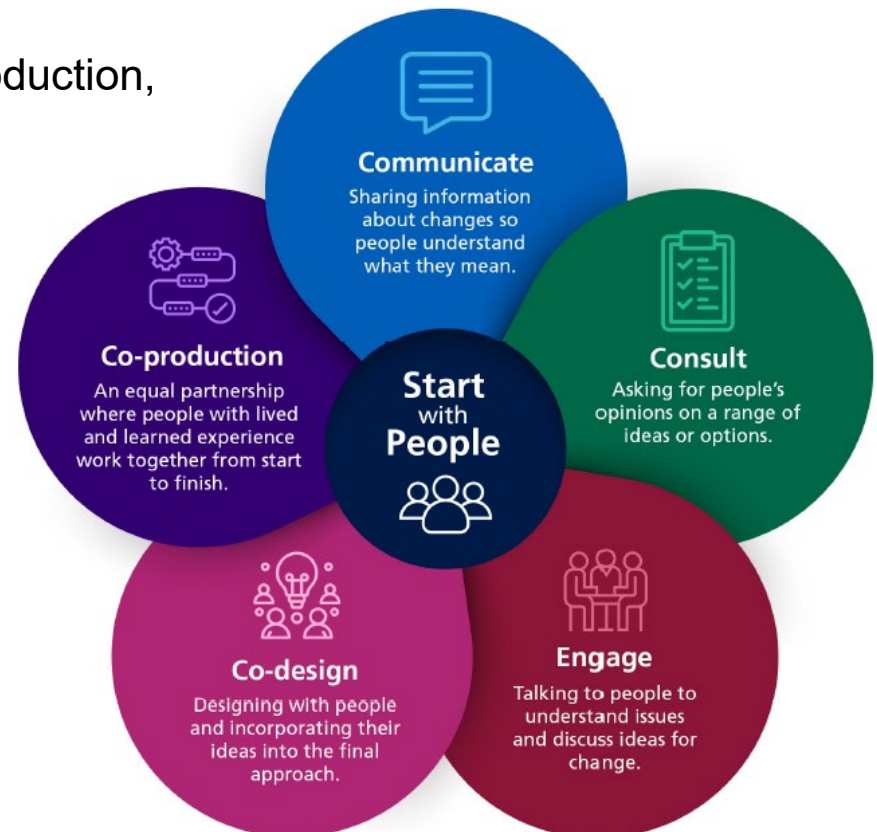 oduction,
Communicate
Sharing information
about changes so
people understand
what they mean.
Consult
Asking for people's
opinions on a range of
ideas or options.
Engage
Talking to people to
understand issues
and discuss ideas for
change.
Co-design
Designing with people
and incorporating their
ideas into the final
approach.
Co-production
An equal partnership
where people with lived
and learned experience
work together from start
to finish.
Start
with
People